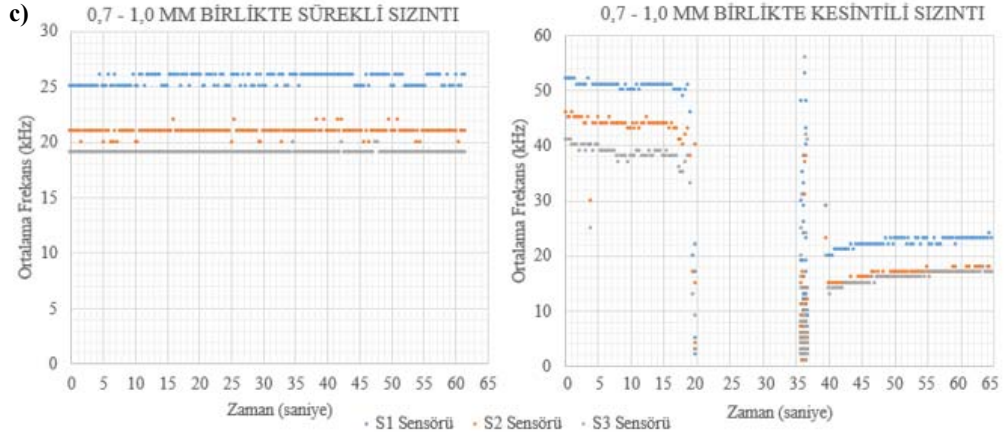 c)
0,7 - 1,0 MM BİRLİKTE SÜREKLİ SIZINTI
30
25
20
15
10
5
0
Ortalama Frekans (kHz)
0 5 10 15 20 25 30 35 40 45 50 55 60 65
Zaman (saniye)
0,7 - 1,0 MM BİRLİKTE KESİNTİLİ SIZINTI
60
50
40
30
20
10
0
Ortalama Frekans (kHz)
0 5 10 15 20 25 30 35 40 45 50 55 60 65
Zaman (saniye)
S1 Sensörü S2 Sensörü S3 Sensörü